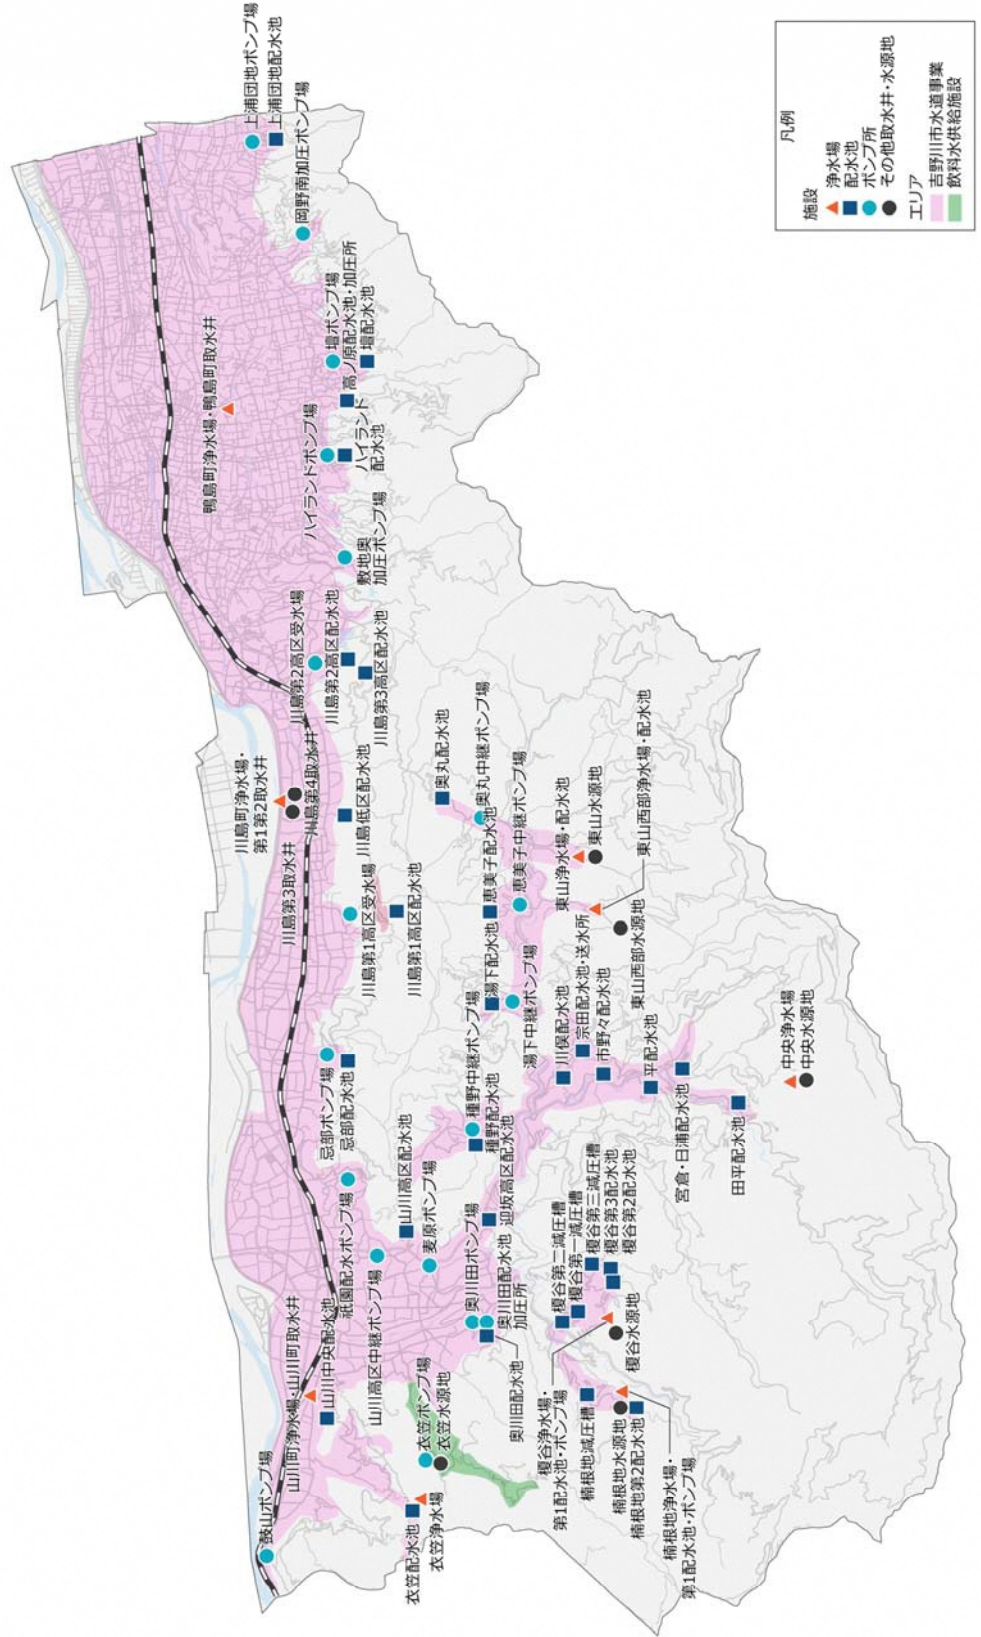 上浦団地ポンプ場
上浦団地配水池
岡野南加圧ポンプ場
壇ポンプ場
高ノ原配水池・加圧所
壇配水池
鴨島町浄水場・鴨島町取水井
ハイランドポンプ場
ハイランド
配水池
敷地奥
加圧ポンプ場
川島第2高区受水場
川島第2高区配水池
川島第3高区配水池
川島町浄水場・
第1第2取水井
川島第4取水井
川島第3取水井
川島低区配水池
川島第1高区受水場
川島第1高区配水池
奥丸配水池
奥丸中継ポンプ場
恵美子配水池
恵美子中継ポンプ場
東山浄水場・配水池
東山水源地
東山西部浄水場・配水池
東山西部水源地
湯下配水池
湯下中継ポンプ場
川俣配水池
宗田配水池・送水所
市野々配水池
平配水池
宮倉・日浦配水池
田平配水池
中央浄水場
中央水源地
忌部ポンプ場
忌部配水池
種野中継ポンプ場
種野配水池
迎坂高区配水池
祇園配水ポンプ場
山川高区配水池
麦原ポンプ場
山川高区中継ポンプ場
奥川田ポンプ場
奥川田配水池
加圧所
奥川田配水池
榎谷第二減圧槽
榎谷第一減圧槽
榎谷第三減圧槽
榎谷第3配水池
榎谷第2配水池
榎谷水源地
榎谷浄水場・
第1配水池・ポンプ場
楠根地減圧槽
楠根地水源地
楠根地第2配水池
楠根地浄水場・
第1配水池・ポンプ場
山川町浄水場・山川町取水井
山川中央配水池
衣笠ポンプ場
衣笠水源地
衣笠配水池
衣笠浄水場
鼓山ポンプ場
凡例
施設
浄水場
配水池
ポンプ所
その他取水井・水源地
エリア
吉野川市水道事業
飲料水供給施設